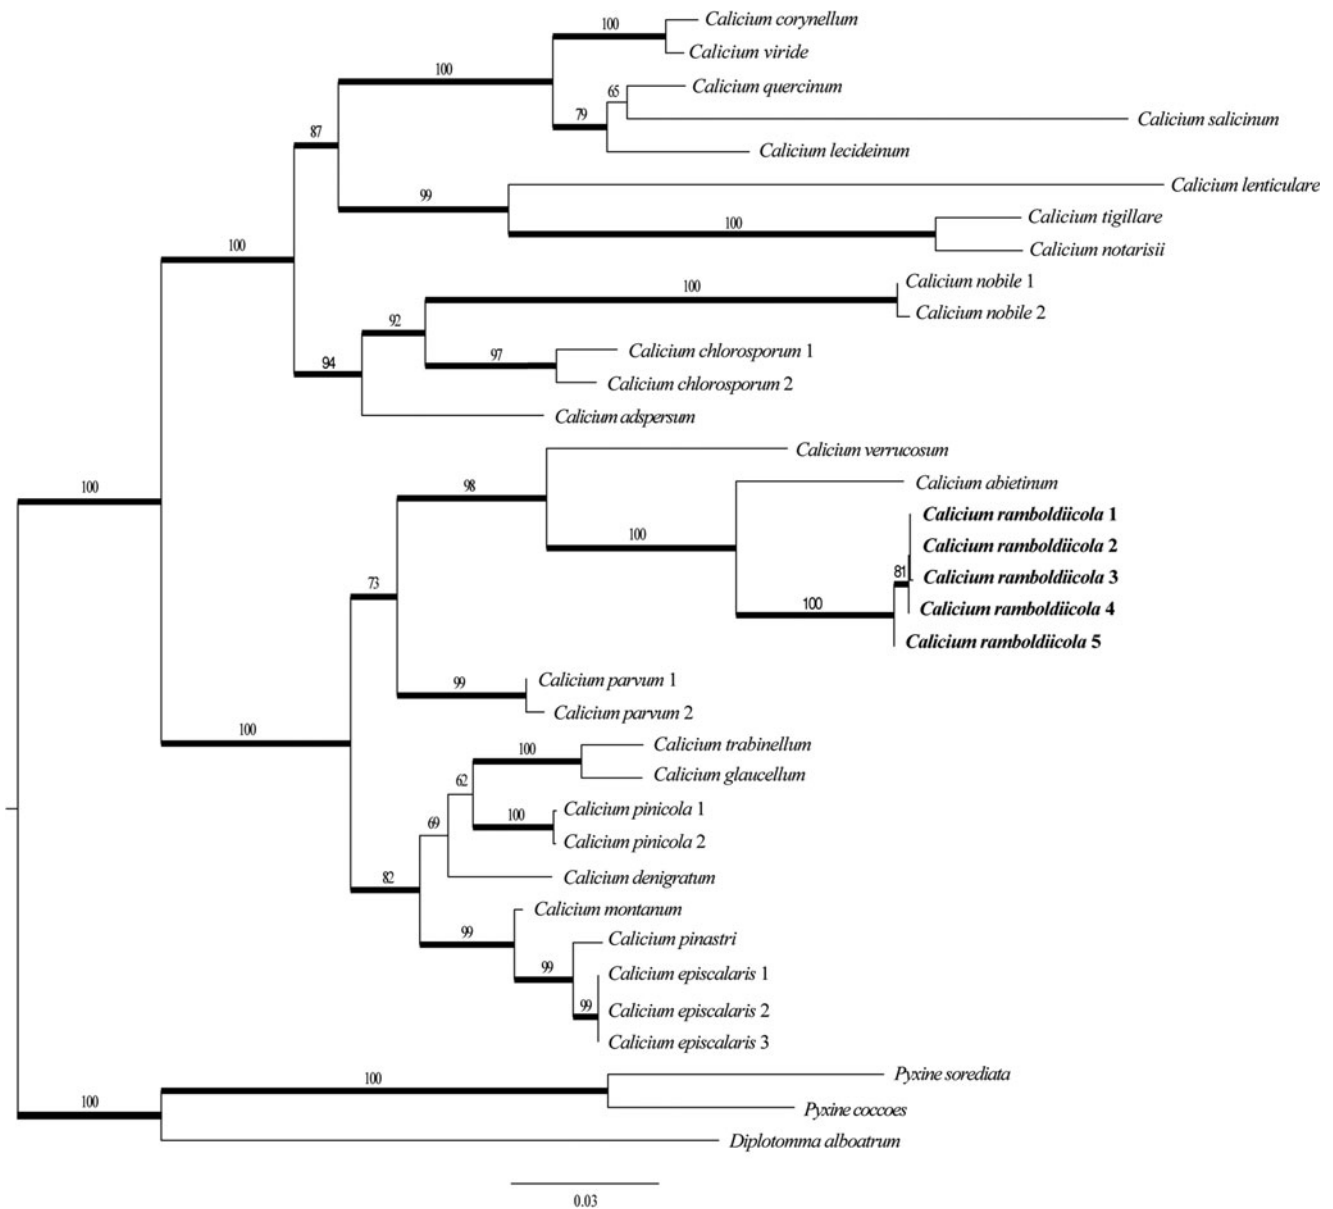 Calicium corynellum
100
Calicium viride
100
Calicium quercinum
65
79
Calicium salicinum
87
Calicium lecideinum
99
Calicium lenticulare
Calicium tigillare
100
Calicium notarisii
100
Calicium nobile 1
100
Calicium nobile 2
92
Calicium chlorosporum 1
97
94
Calicium chlorosporum 2
Calicium adspersum
Calicium verrucosum
98
Calicium abietinum
100
Calicium ramboldiicola 1
100
Calicium ramboldiicola 2
81
Calicium ramboldiicola 3
73
100
Calicium ramboldiicola 4
Calicium ramboldiicola 5
99
Calicium parvum 1
Calicium parvum 2
100
Calicium trabinellum
100
Calicium glaucellum
62
Calicium pinicola 1
100
69
Calicium pinicola 2
82
Calicium denigratum
Calicium montanum
99
Calicium pinastri
99
Calicium episcalaris 1
99
Calicium episcalaris 2
Calicium episcalaris 3
100
Pyxine sorediata
100
Pyxine coccoes
Diplotomma alboatrum
0.03